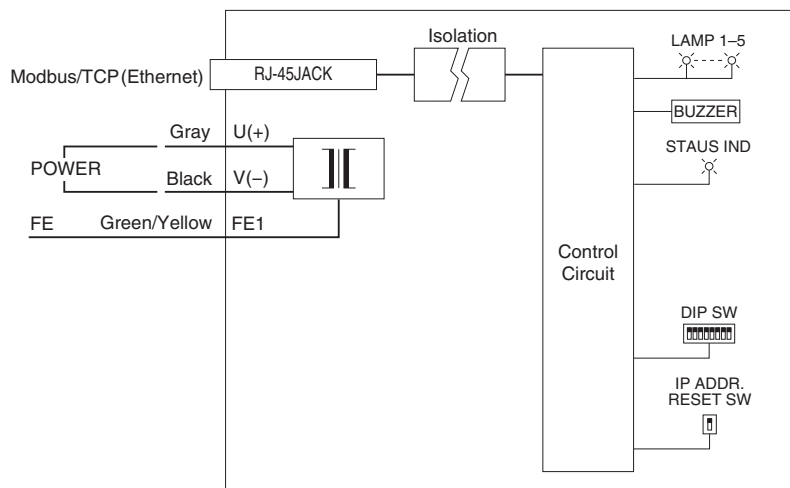 Isolation
LAMP 1–5
Modbus/TCP (Ethernet)
RJ-45JACK
BUZZER
Gray
U(+)
STAUS IND
POWER
Black
V(–)
FE
Green/Yellow
FE1
Control
Circuit
DIP SW
IP ADDR.
RESET SW